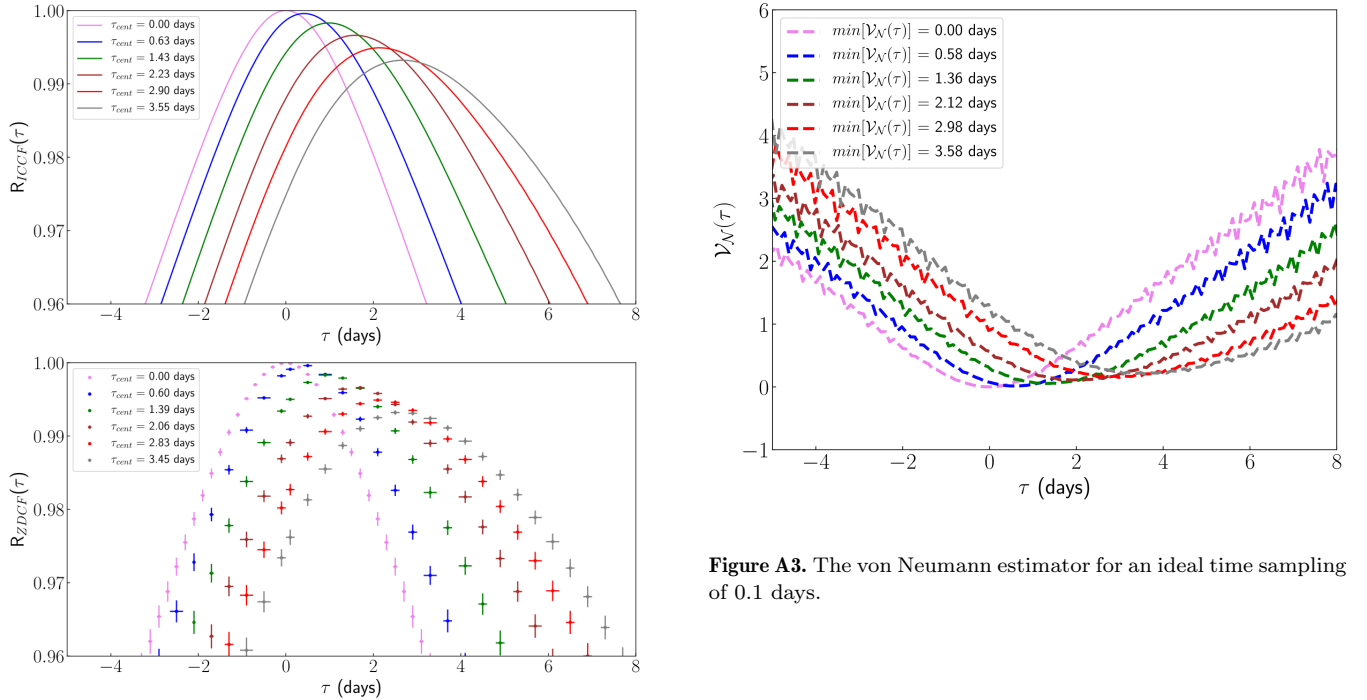 1.00
0.99
0.98
0.97
0.96
R_ICCF(τ)
τ_cent = 0.00 days
τ_cent = 0.63 days
τ_cent = 1.43 days
τ_cent = 2.23 days
τ_cent = 2.90 days
τ_cent = 3.55 days
−4 −2 0 2 4 6 8
τ (days)
1.00
0.99
0.98
0.97
0.96
R_ZDCF(τ)
τ_cent = 0.00 days
τ_cent = 0.60 days
τ_cent = 1.39 days
τ_cent = 2.06 days
τ_cent = 2.83 days
τ_cent = 3.45 days
−4 −2 0 2 4 6 8
τ (days)
6
5
4
3
2
1
0
−1
𝒱_𝒩(τ)
min[𝒱_𝒩(τ)] = 0.00 days
min[𝒱_𝒩(τ)] = 0.58 days
min[𝒱_𝒩(τ)] = 1.36 days
min[𝒱_𝒩(τ)] = 2.12 days
min[𝒱_𝒩(τ)] = 2.98 days
min[𝒱_𝒩(τ)] = 3.58 days
−4 −2 0 2 4 6 8
τ (days)
Figure A3. The von Neumann estimator for an ideal time sampling
of 0.1 days.